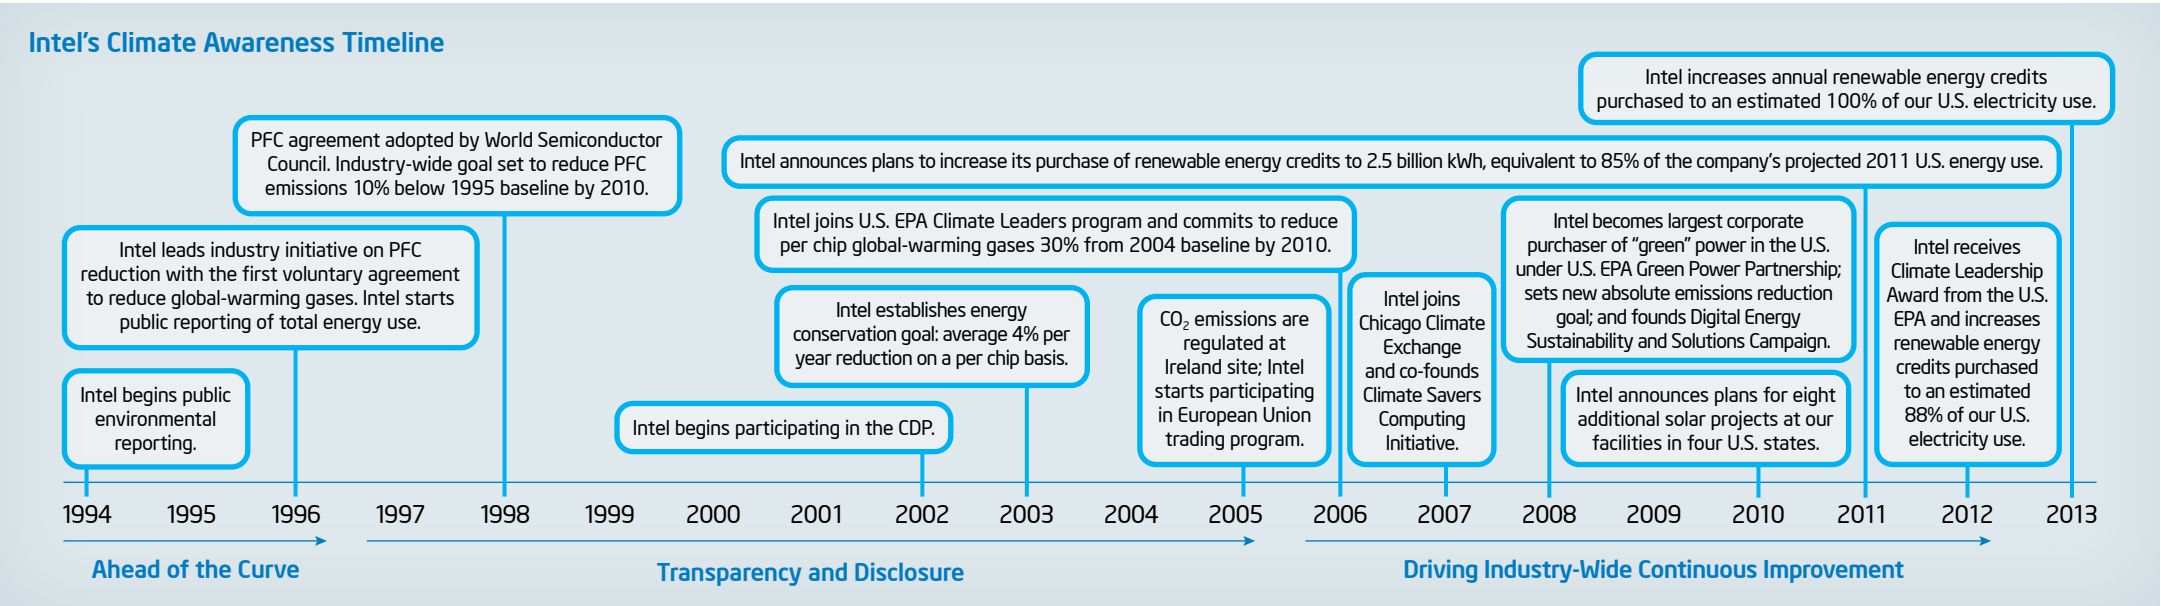 Intel's Climate Awareness Timeline
Intel increases annual renewable energy credits
purchased to an estimated 100% of our U.S. electricity use.
PFC agreement adopted by World Semiconductor
Council. Industry-wide goal set to reduce PFC
emissions 10% below 1995 baseline by 2010.
Intel announces plans to increase its purchase of renewable energy credits to 2.5 billion kWh, equivalent to 85% of the company's projected 2011 U.S. energy use.
Intel leads industry initiative on PFC
reduction with the first voluntary agreement
to reduce global-warming gases. Intel starts
public reporting of total energy use.
Intel joins U.S. EPA Climate Leaders program and commits to reduce
per chip global-warming gases 30% from 2004 baseline by 2010.
Intel becomes largest corporate
purchaser of “green” power in the U.S.
under U.S. EPA Green Power Partnership;
sets new absolute emissions reduction
goal; and founds Digital Energy
Sustainability and Solutions Campaign.
Intel receives
Climate Leadership
Award from the U.S.
EPA and increases
renewable energy
credits purchased
to an estimated
88% of our U.S.
electricity use.
Intel establishes energy
conservation goal: average 4% per
year reduction on a per chip basis.
CO₂ emissions are
regulated at
Ireland site; Intel
starts participating
in European Union
trading program.
Intel joins
Chicago Climate
Exchange
and co-founds
Climate Savers
Computing
Initiative.
Intel begins public
environmental
reporting.
Intel begins participating in the CDP.
Intel announces plans for eight
additional solar projects at our
facilities in four U.S. states.
1994 1995 1996 1997 1998 1999 2000 2001 2002 2003 2004 2005 2006 2007 2008 2009 2010 2011 2012 2013
Ahead of the Curve
Transparency and Disclosure
Driving Industry-Wide Continuous Improvement